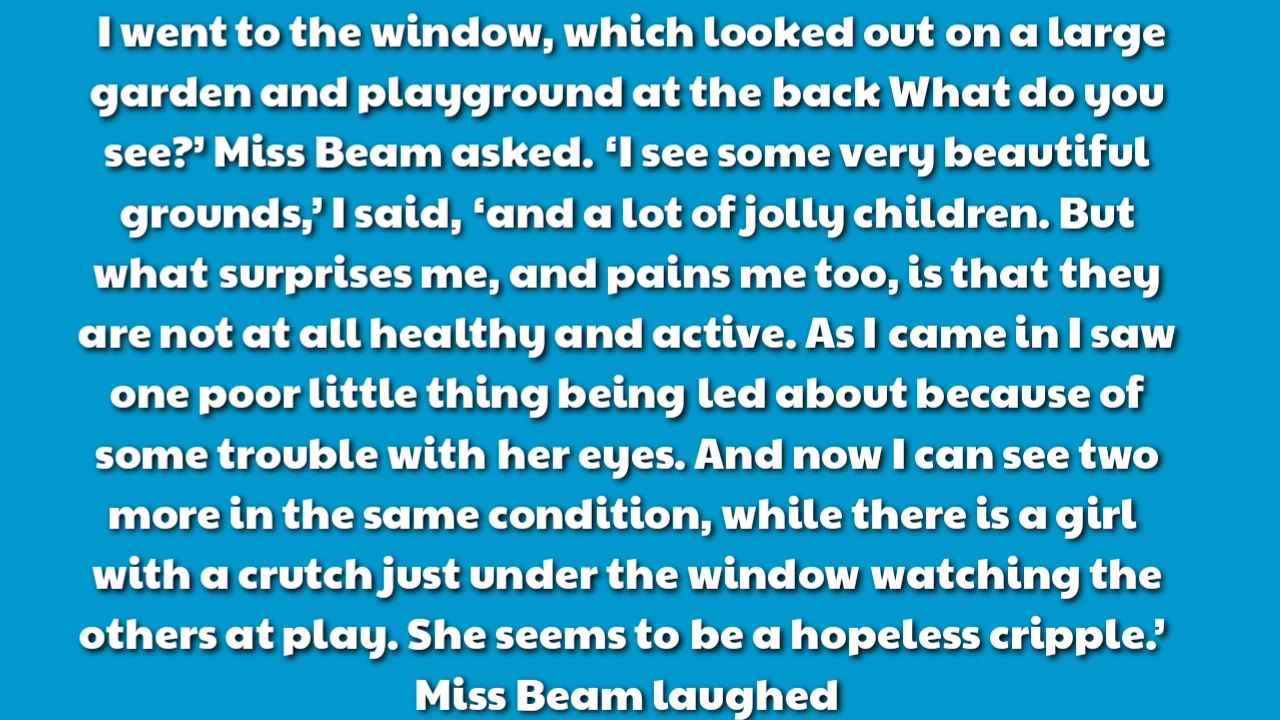 I went to the window, which looked out on a large
garden and playground at the back What do you
see?’ Miss Beam asked. ‘I see some very beautiful
grounds,’ I said, ‘and a lot of jolly children. But
what surprises me, and pains me too, is that they
are not at all healthy and active. As I came in I saw
one poor little thing being led about because of
some trouble with her eyes. And now I can see two
more in the same condition, while there is a girl
with a crutch just under the window watching the
others at play. She seems to be a hopeless cripple.’
Miss Beam laughed